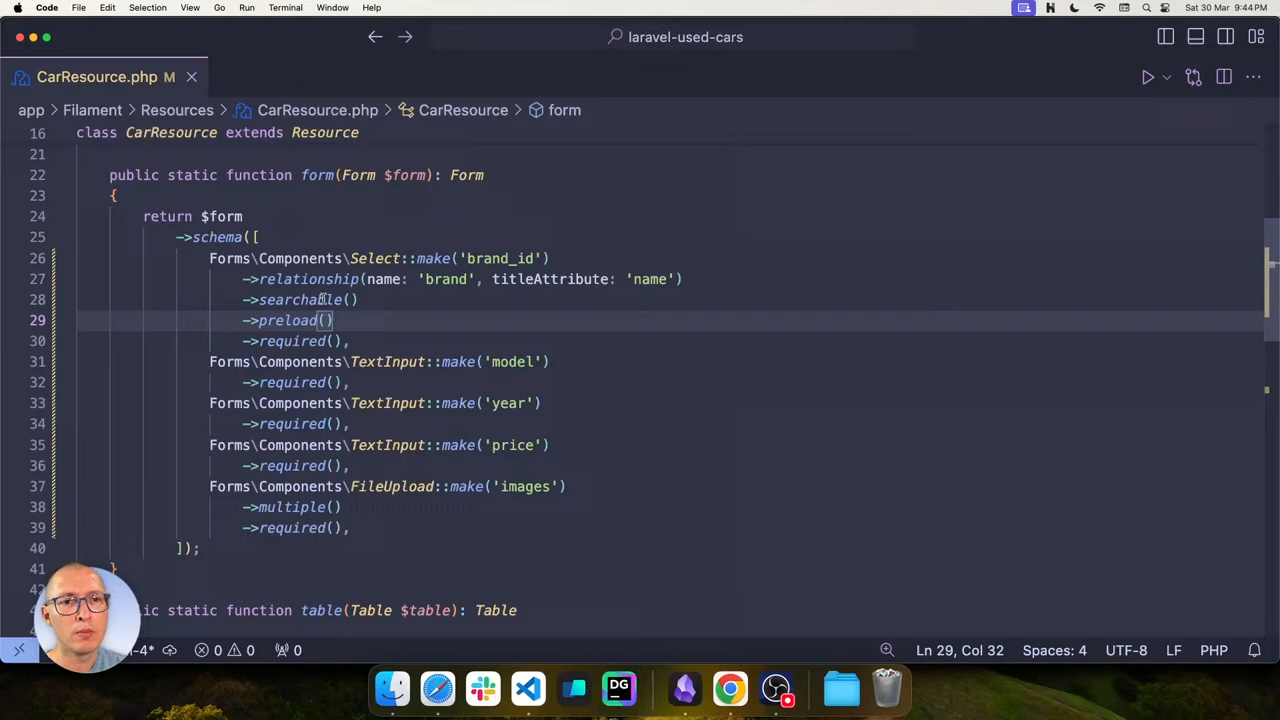 Code File Edit Selection View Go Run Terminal Window Help Sat 30 Mar 9:44 PM
laravel-used-cars
CarResource.php M
app > Filament > Resources > CarResource.php > CarResource > form
16 class CarResource extends Resource
21
22 public static function form(Form $form): Form
23 {
24 return $form
25 ->schema([
26 Forms\Components\Select::make('brand_id')
27 ->relationship(name: 'brand', titleAttribute: 'name')
28 ->searchable()
29 ->preload()
30 ->required(),
31 Forms\Components\TextInput::make('model')
32 ->required(),
33 Forms\Components\TextInput::make('year')
34 ->required(),
35 Forms\Components\TextInput::make('price')
36 ->required(),
37 Forms\Components\FileUpload::make('images')
38 ->multiple()
39 ->required(),
40 ]);
41 }
static function table(Table $table): Table
0 0 0 Ln 29, Col 32 Spaces: 4 UTF-8 LF PHP
DG